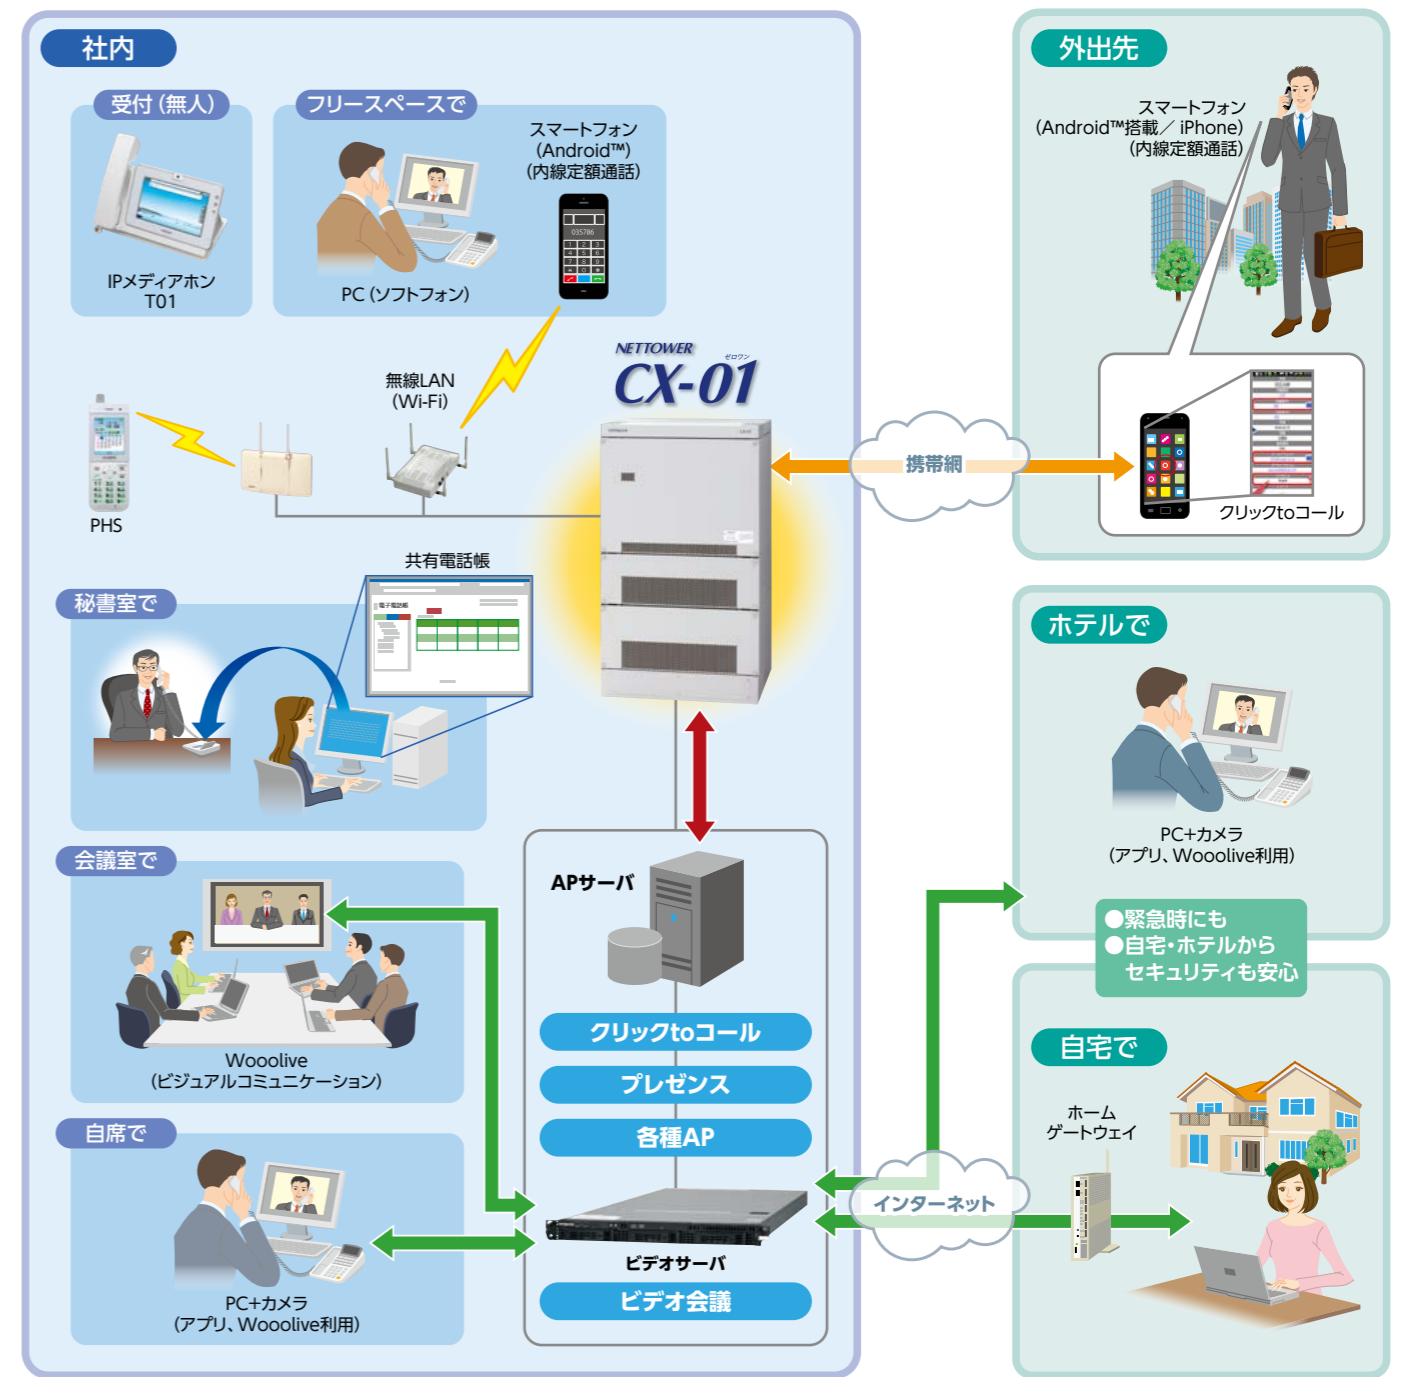 社内
受付（無人）
IPメディアホン
T01
フリースペースで
PC（ソフトフォン）
スマートフォン
（Android™）
（内線定額通話）
035786
NETTOWER
ゼロワン
CX-01
無線LAN
（Wi-Fi）
PHS
共有電話帳
電子電話帳
秘書室で
会議室で
Wooolive
（ビジュアルコミュニケーション）
自席で
PC+カメラ
（アプリ、Wooolive利用）
APサーバ
クリックtoコール
プレゼンス
各種AP
ビデオサーバ
ビデオ会議
携帯網
インターネット
外出先
スマートフォン
（Android™搭載／iPhone）
（内線定額通話）
クリックtoコール
ホテルで
PC+カメラ
（アプリ、Wooolive利用）
●緊急時にも
●自宅・ホテルから
セキュリティも安心
自宅で
ホーム
ゲートウェイ